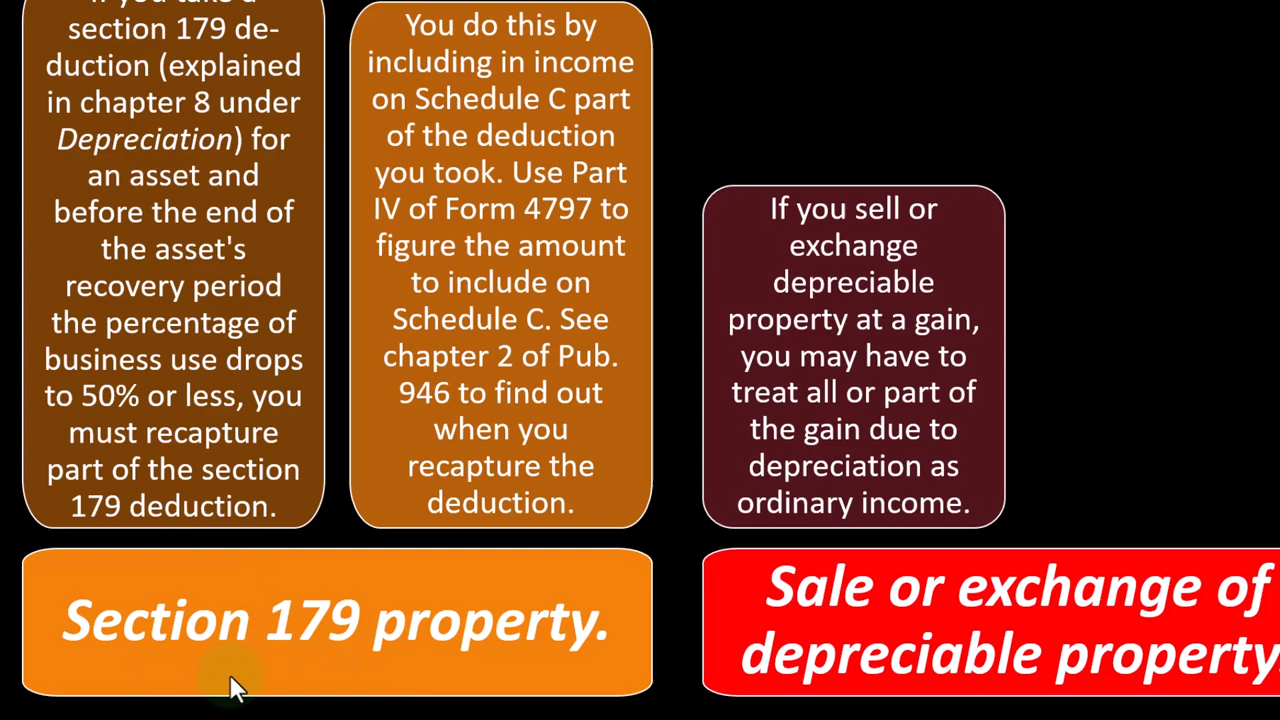 If you take a
section 179 de-
duction (explained
in chapter 8 under
Depreciation) for
an asset and
before the end of
the asset's
recovery period
the percentage of
business use drops
to 50% or less, you
must recapture
part of the section
179 deduction.
You do this by
including in income
on Schedule C part
of the deduction
you took. Use Part
IV of Form 4797 to
figure the amount
to include on
Schedule C. See
chapter 2 of Pub.
946 to find out
when you
recapture the
deduction.
If you sell or
exchange
depreciable
property at a gain,
you may have to
treat all or part of
the gain due to
depreciation as
ordinary income.
Section 179 property.
Sale or exchange of
depreciable property.